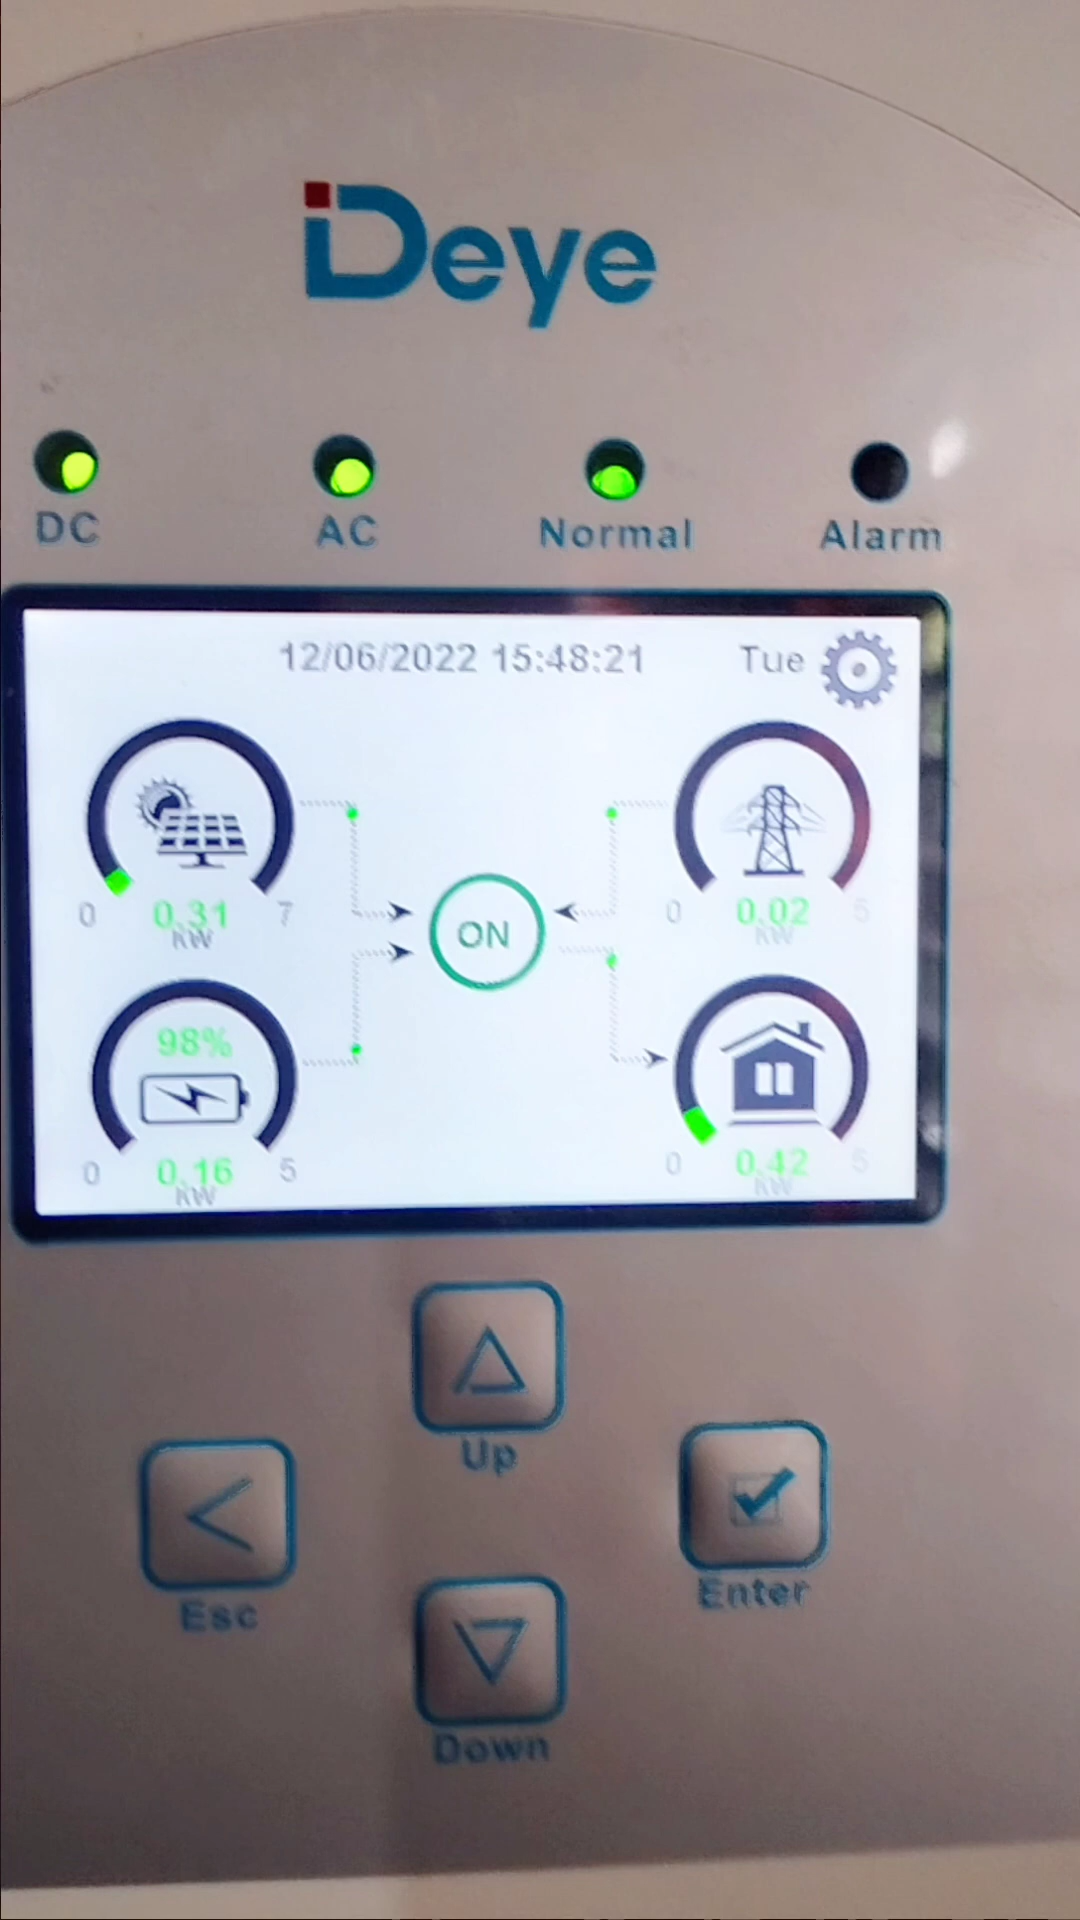 Deye
DC AC Normal Alarm
12/06/2022 15:48:21 Tue
0 0.31 7
KW
0 0.02 5
KW
ON
98%
0 0.16 5
KW
0 0.42 5
KW
Up
Esc
Enter
Down